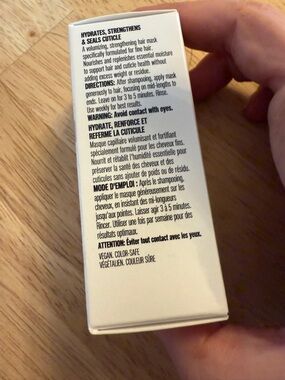 HYDRATES, STRENGTHENS
& SEALS CUTICLE
A volumizing, strengthening hair mask
specifically formulated for fine hair.
Nourishes and replenishes essential moisture
to support hair and cuticle health without
adding excess weight or residue.
DIRECTIONS: After shampooing, apply mask
generously to hair, focusing on mid-lengths to
ends. Leave on for 3 to 5 minutes. Rinse.
Use weekly for best results.
WARNING: Avoid contact with eyes.
HYDRATE, RENFORCE ET
REFERME LA CUTICULE
Masque capillaire volumisant et fortifiant
spécialement formulé pour les cheveux fins.
Nourrit et rétablit l'humidité essentielle pour
préserver la santé des cheveux et des
cuticules sans ajouter de poids ou de résidu.
MODE D'EMPLOI : Après le shampooing,
appliquer le masque généreusement sur les
cheveux, en insistant des mi-longueurs
jusqu'aux pointes. Laisser agir 3 à 5 minutes.
Rincer. Utiliser une fois par semaine pour des
résultats optimaux.
ATTENTION: Éviter tout contact avec les yeux.
VEGAN. COLOR-SAFE
VÉGÉTALIEN. COULEUR SÛRE